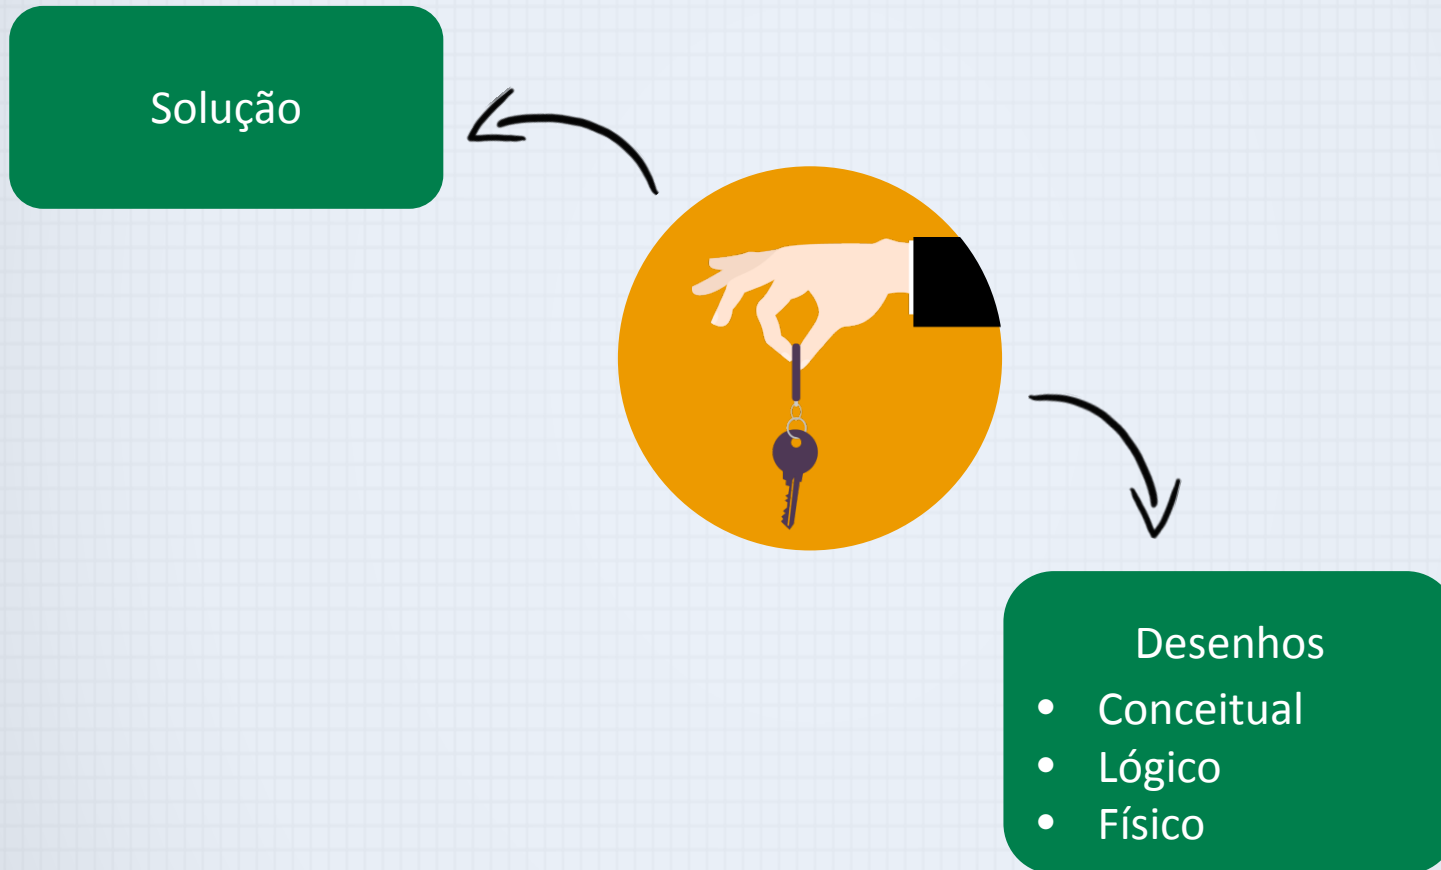 Solução
Desenhos
• Conceitual
• Lógico
• Físico